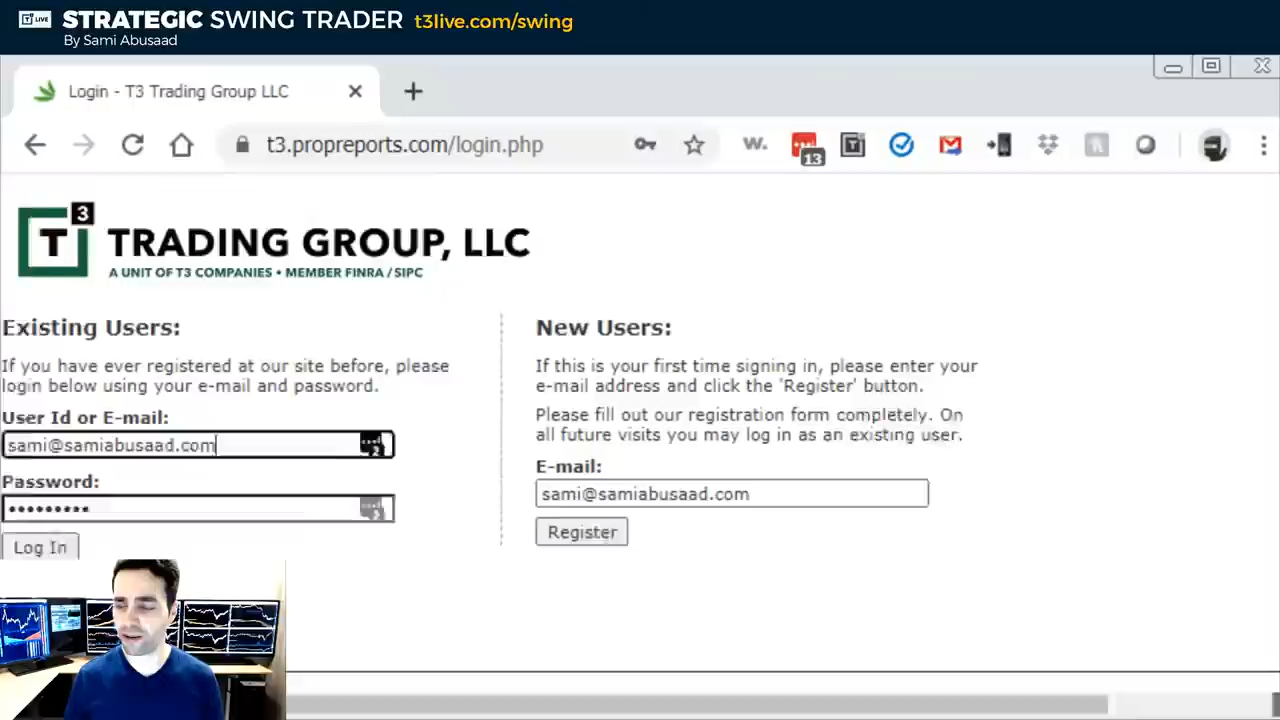 T3 LIVE STRATEGIC SWING TRADER t3live.com/swing
By Sami Abusaad
Login - T3 Trading Group LLC
t3.propreports.com/login.php
W.
13
T3 TRADING GROUP, LLC
A UNIT OF T3 COMPANIES • MEMBER FINRA / SIPC
Existing Users:
If you have ever registered at our site before, please
login below using your e-mail and password.
User Id or E-mail:
sami@samiabusaad.com
Password:
•••••••••
Log In
New Users:
If this is your first time signing in, please enter your
e-mail address and click the 'Register' button.
Please fill out our registration form completely. On
all future visits you may log in as an existing user.
E-mail:
sami@samiabusaad.com
Register